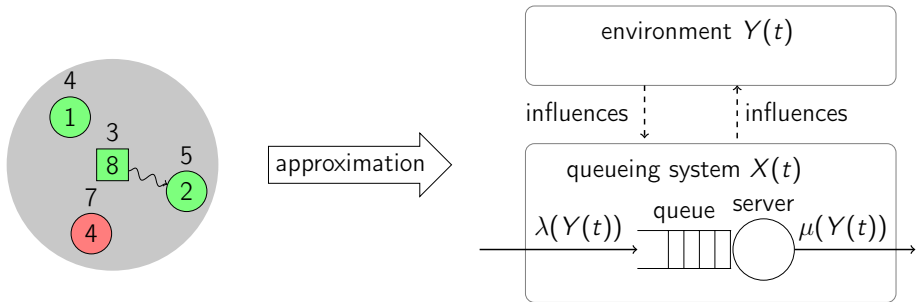 4
1
3
8
5
2
7
4
approximation
environment Y(t)
influences
influences
queueing system X(t)
queue
server
λ(Y(t))
μ(Y(t))